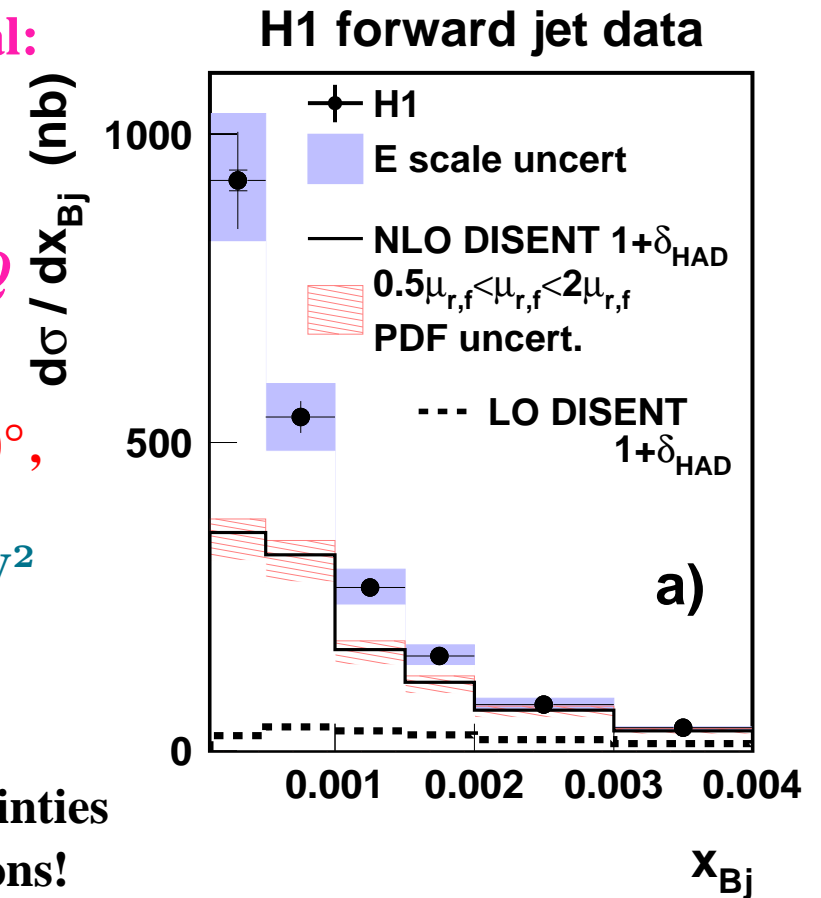 al:
H1 forward jet data
dσ / dx_Bj (nb)
1000
H1
E scale uncert
NLO DISENT 1+δ_HAD
0.5μ_r,f<μ_r,f<2μ_r,f
PDF uncert.
LO DISENT
1+δ_HAD
500
°,
2
a)
0
0.001 0.002 0.003 0.004
inties
ons!
x_Bj